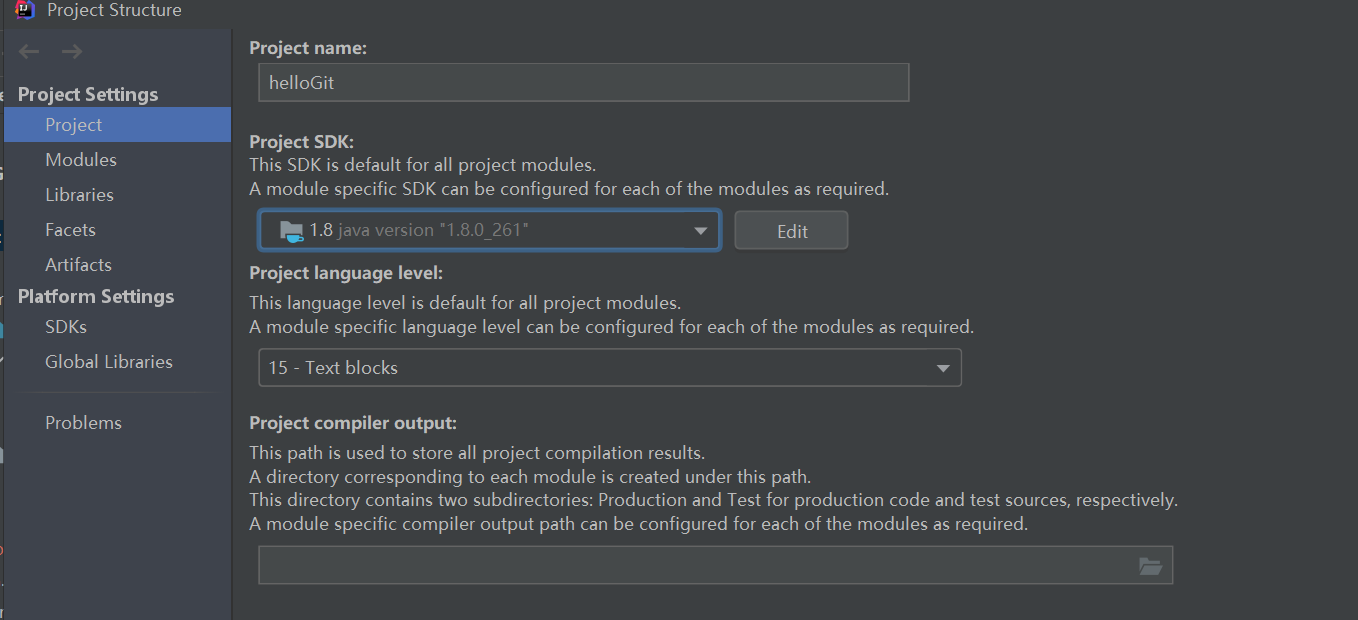 Project Structure
Project Settings
Project
Modules
Libraries
Facets
Artifacts
Platform Settings
SDKs
Global Libraries
Problems
Project name:
helloGit
Project SDK:
This SDK is default for all project modules.
A module specific SDK can be configured for each of the modules as required.
1.8 java version "1.8.0_261"
Edit
Project language level:
This language level is default for all project modules.
A module specific language level can be configured for each of the modules as required.
15 - Text blocks
Project compiler output:
This path is used to store all project compilation results.
A directory corresponding to each module is created under this path.
This directory contains two subdirectories: Production and Test for production code and test sources, respectively.
A module specific compiler output path can be configured for each of the modules as required.